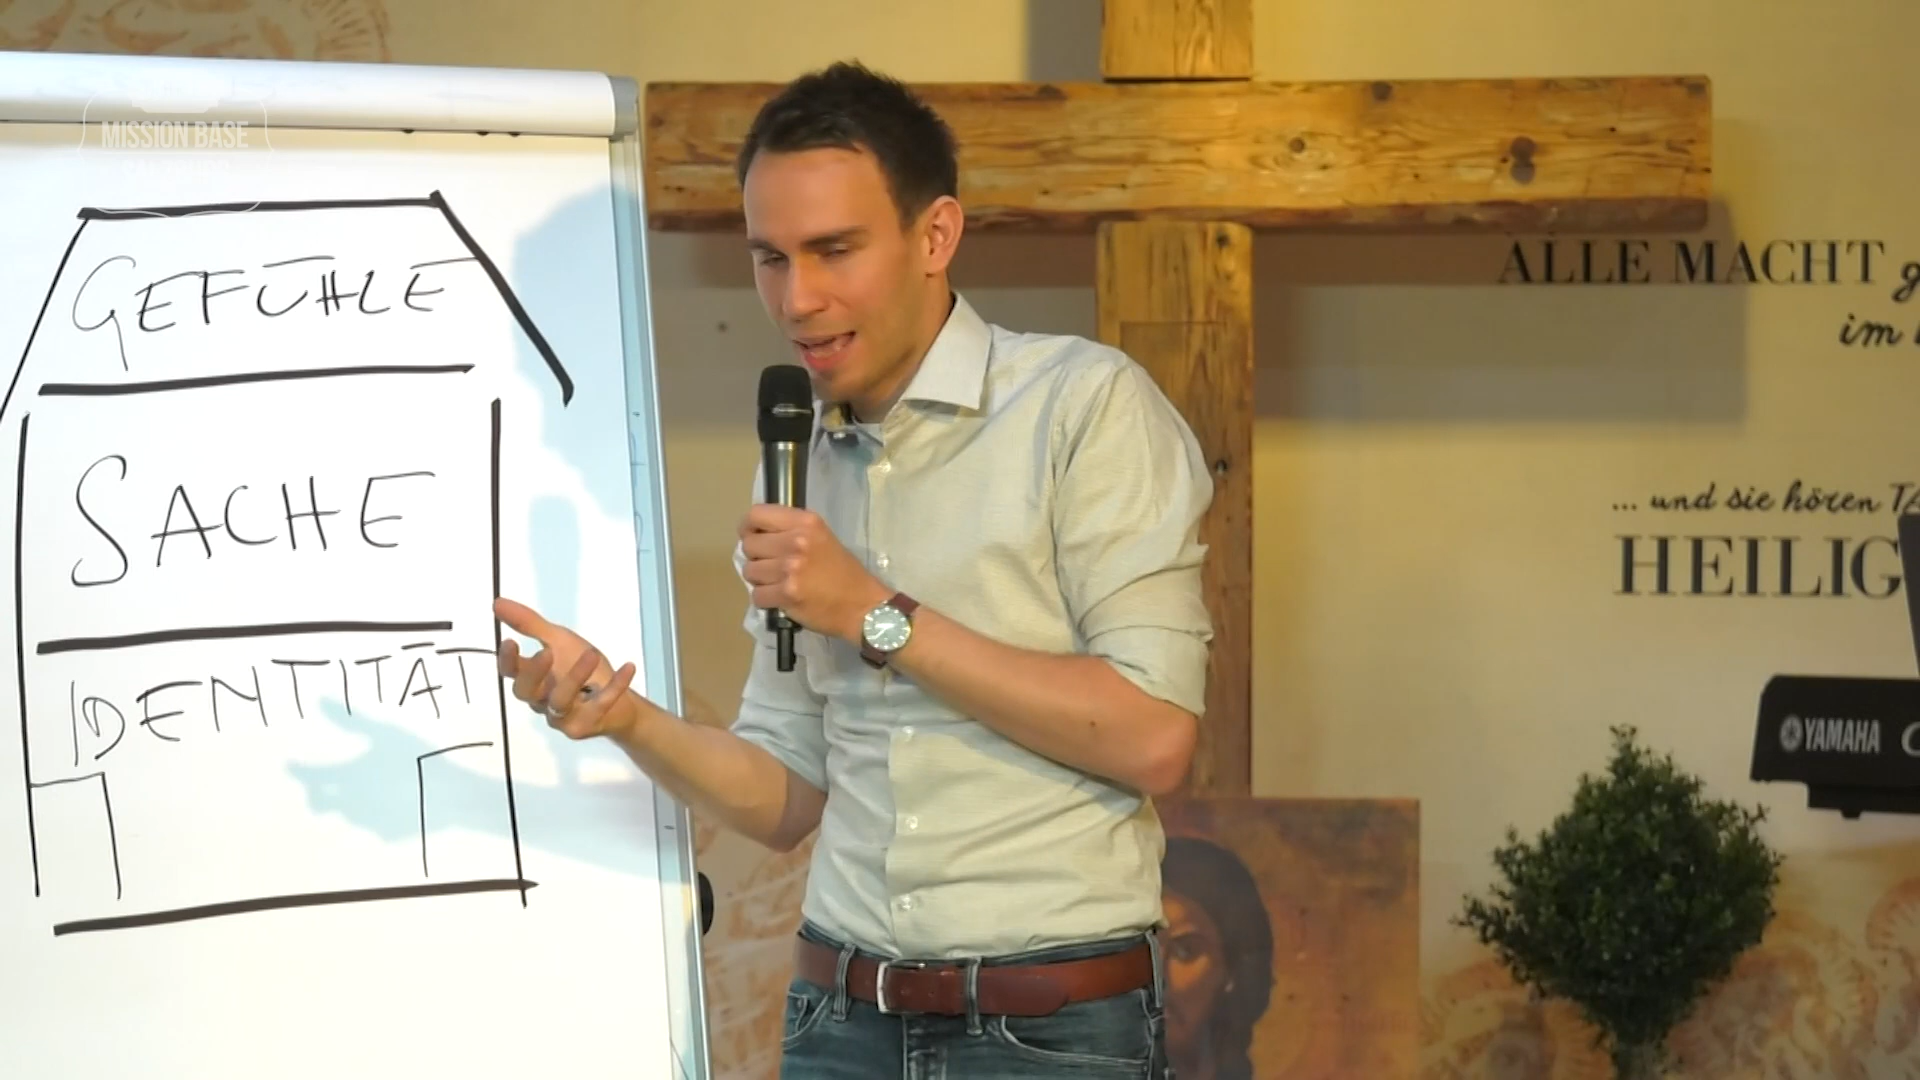 MISSION BASE
GEFÜHLE
SACHE
IDENTITÄT
ALLE MACHT
im
... und sie hören
HEILIG
YAMAHA